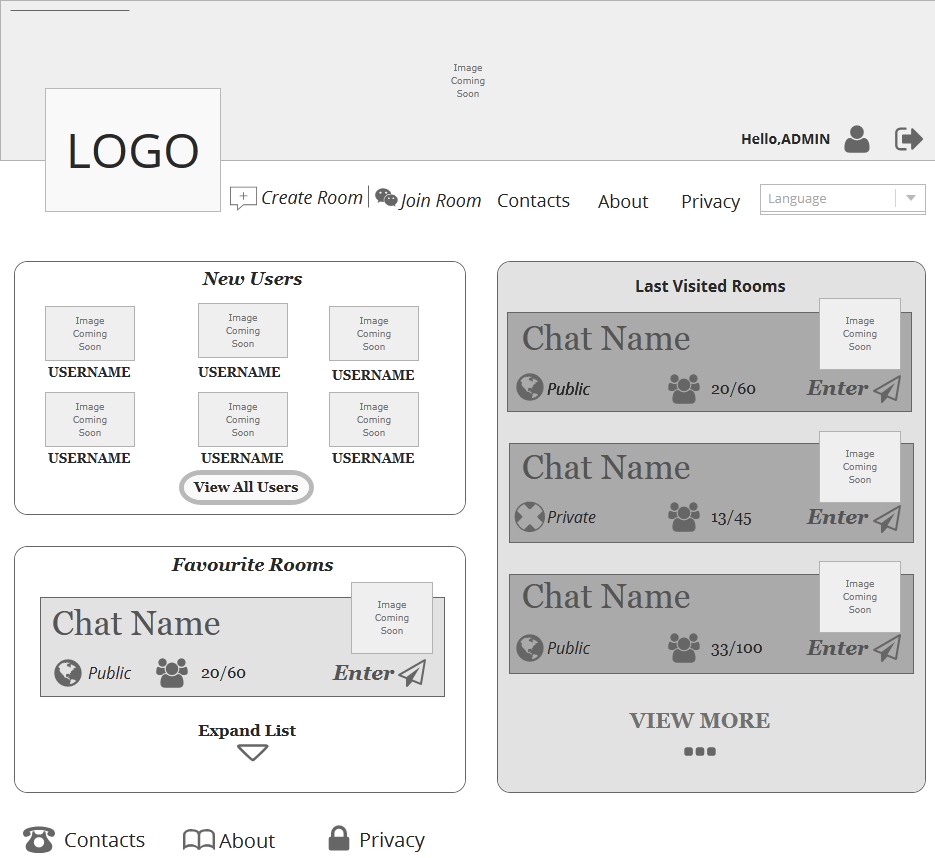 Image
Coming
Soon
Hello,ADMIN
LOGO
Create Room Join Room Contacts About Privacy Language
New Users
Image
Coming
Soon
Image
Coming
Soon
Image
Coming
Soon
USERNAME USERNAME USERNAME
Image
Coming
Soon
Image
Coming
Soon
Image
Coming
Soon
USERNAME USERNAME USERNAME
View All Users
Favourite Rooms
Chat Name
Image
Coming
Soon
Public 20/60 Enter
Expand List
Last Visited Rooms
Chat Name
Image
Coming
Soon
Public 20/60 Enter
Chat Name
Image
Coming
Soon
Private 13/45 Enter
Chat Name
Image
Coming
Soon
Public 33/100 Enter
VIEW MORE
Contacts About Privacy